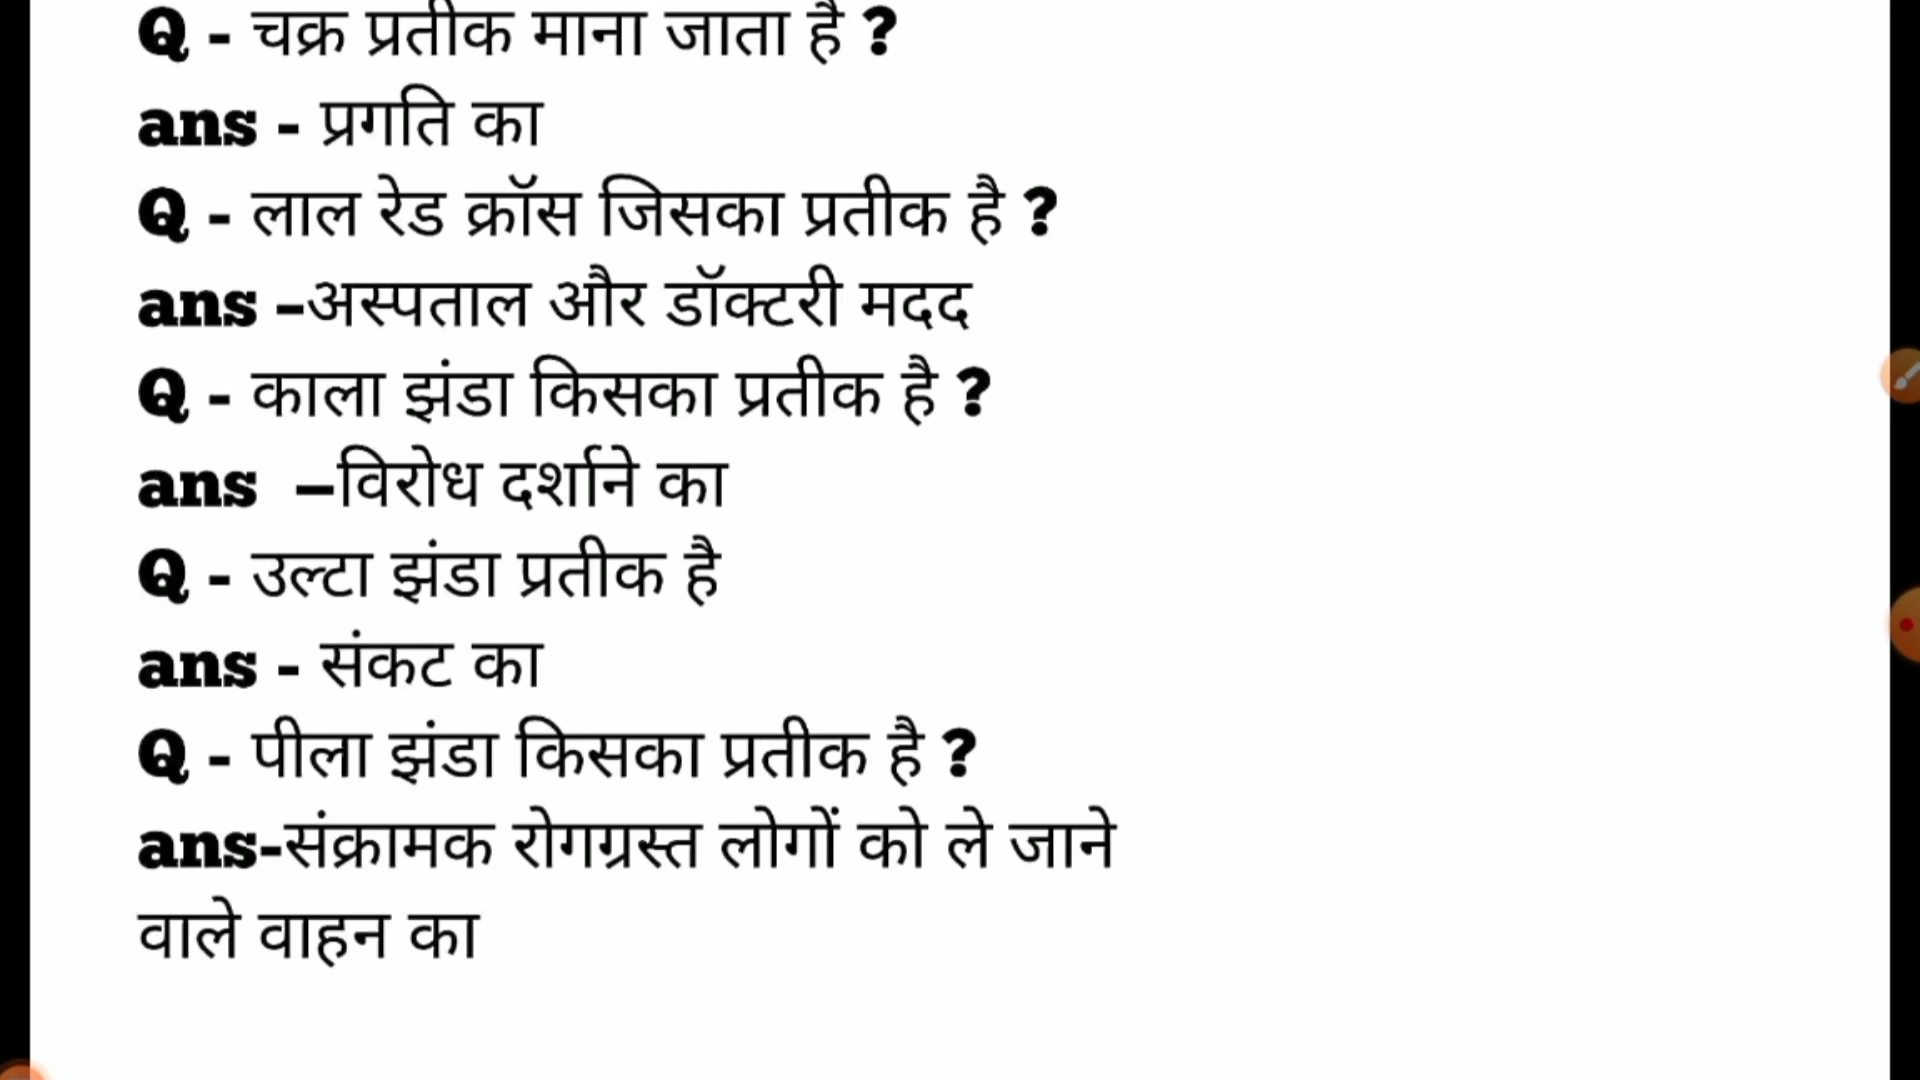 Q - चक्र प्रतीक माना जाता है ?
ans - प्रगति का
Q - लाल रेड क्रॉस जिसका प्रतीक है ?
ans –अस्पताल और डॉक्टरी मदद
Q - काला झंडा किसका प्रतीक है ?
ans –विरोध दर्शाने का
Q - उल्टा झंडा प्रतीक है
ans - संकट का
Q - पीला झंडा किसका प्रतीक है ?
ans-संक्रामक रोगग्रस्त लोगों को ले जाने
वाले वाहन का